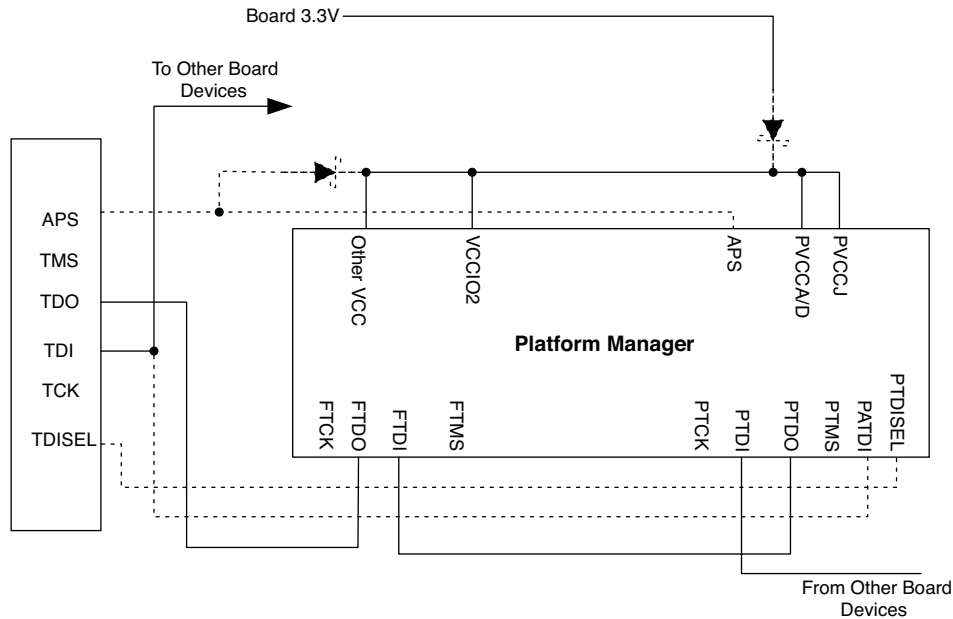 Board 3.3V
To Other Board
Devices
APS
TMS
TDO
TDI
TCK
TDISEL
Other VCC
VCCIO2
APS
PVCCA/D
PVCCJ
Platform Manager
FTCK
FTDO
FTDI
FTMS
PTCK
PTDI
PTDO
PTMS
PATDI
PTDISEL
From Other Board
Devices